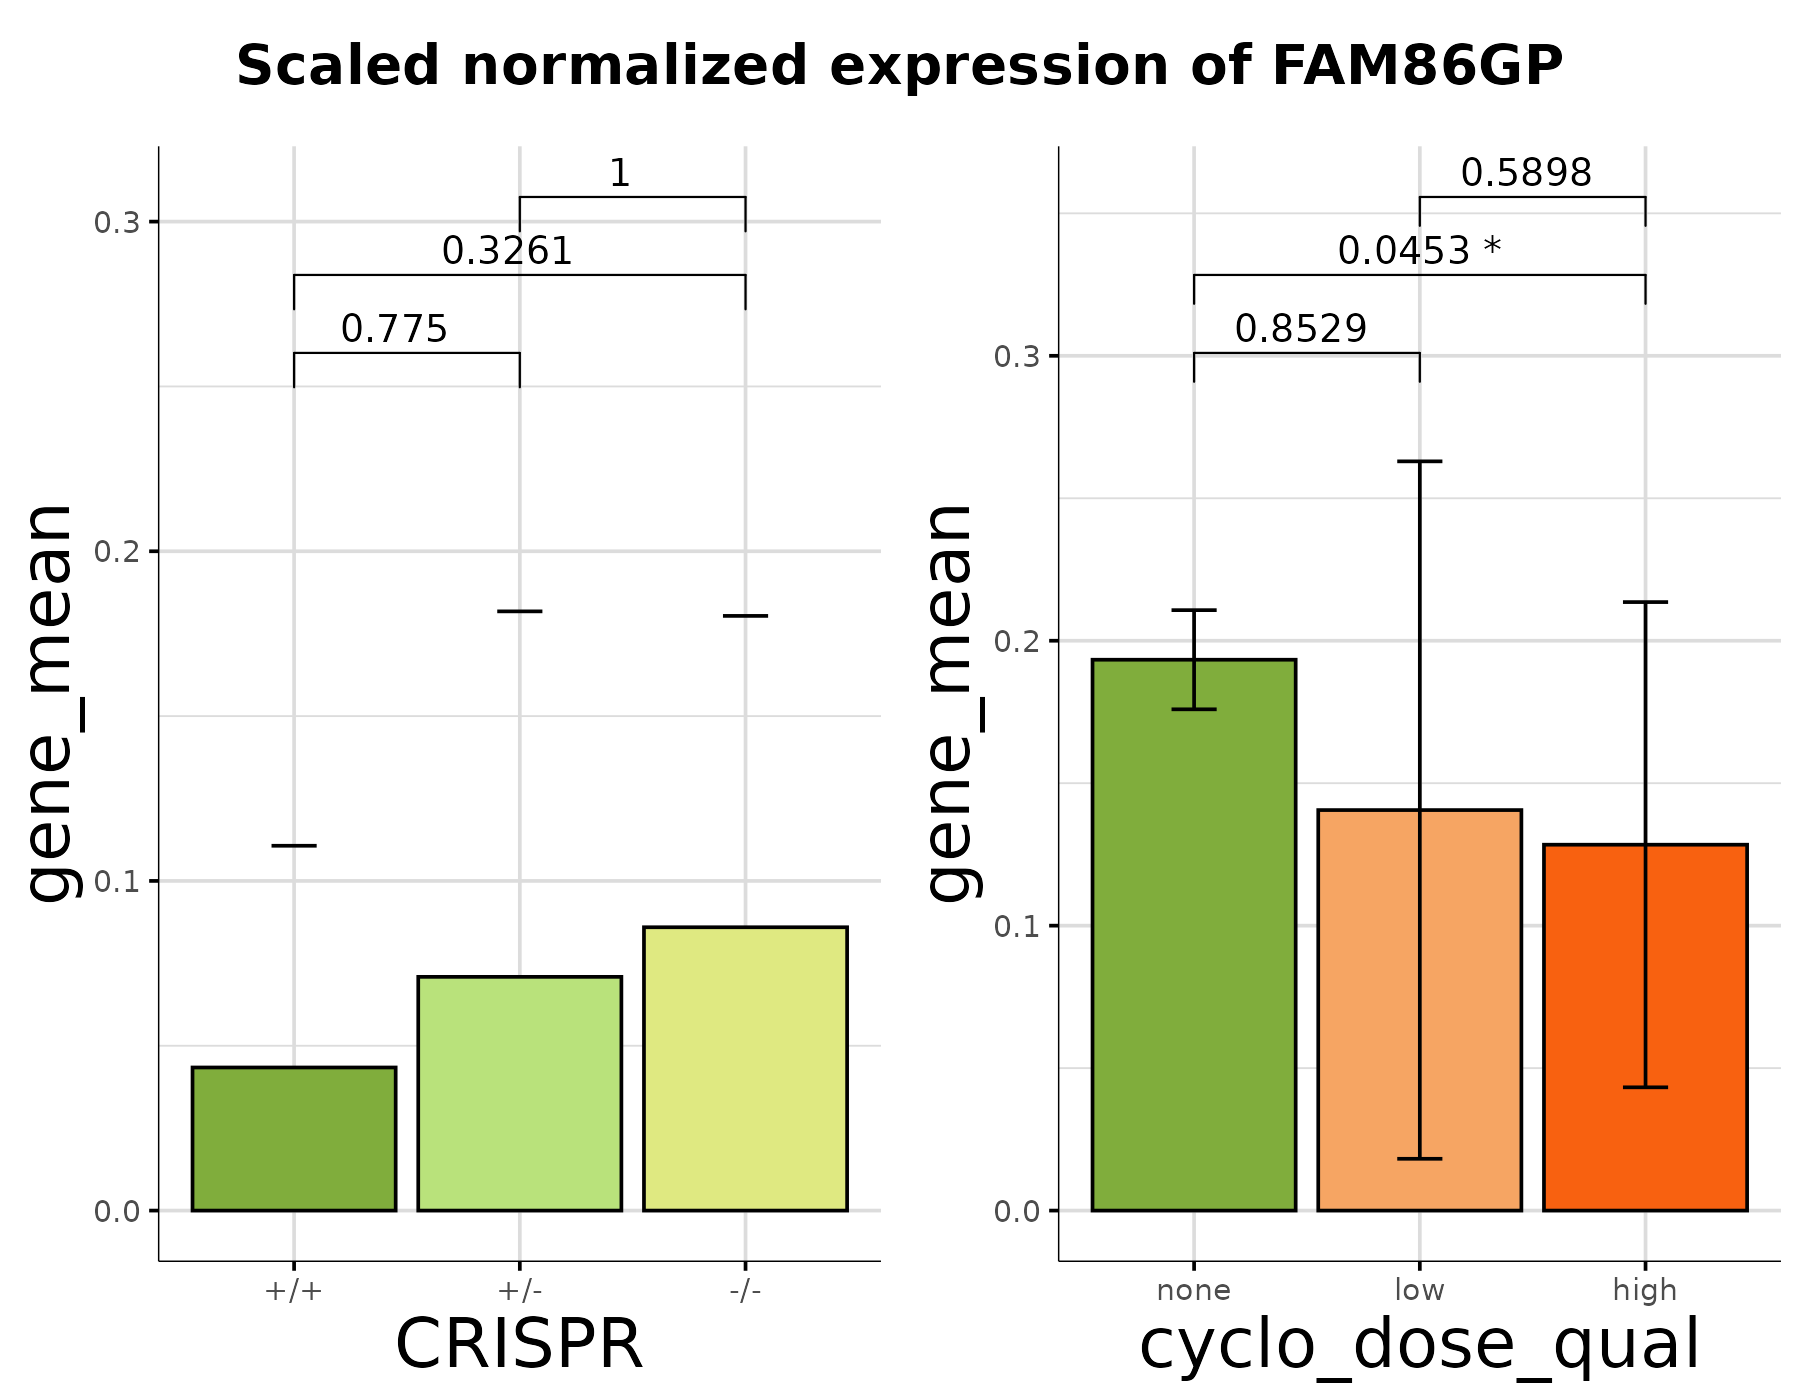 Scaled normalized expression of FAM86GP
gene_mean
0.3
0.2
0.1
0.0
1
0.3261
0.775
+/+
+/-
-/-
CRISPR
gene_mean
0.3
0.2
0.1
0.0
0.5898
0.0453 *
0.8529
none
low
high
cyclo_dose_qual